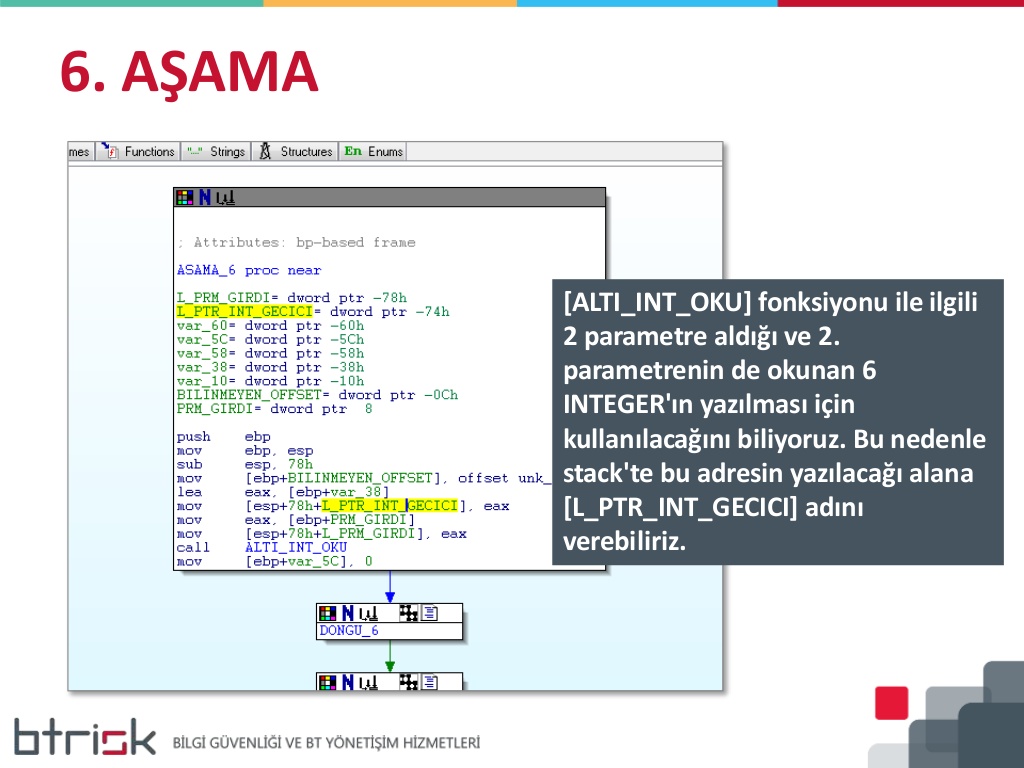 6. AŞAMA
mes Functions "..." Strings Structures En Enums
; Attributes: bp-based frame
ASAMA_6 proc near
L_PRM_GIRDI= dword ptr -78h
L_PTR_INT_GECICI= dword ptr -74h
var_60= dword ptr -60h
var_5C= dword ptr -5Ch
var_58= dword ptr -58h
var_38= dword ptr -38h
var_10= dword ptr -10h
BILINMEYEN_OFFSET= dword ptr -0Ch
PRM_GIRDI= dword ptr 8
push ebp
mov ebp, esp
sub esp, 78h
mov [ebp+BILINMEYEN_OFFSET], offset unk_
lea eax, [ebp+var_38]
mov [esp+78h+L_PTR_INT_GECICI], eax
mov eax, [ebp+PRM_GIRDI]
mov [esp+78h+L_PRM_GIRDI], eax
call ALTI_INT_OKU
mov [ebp+var_5C], 0
DONGU_6
[ALTI_INT_OKU] fonksiyonu ile ilgili
2 parametre aldığı ve 2.
parametrenin de okunan 6
INTEGER'ın yazılması için
kullanılacağını biliyoruz. Bu nedenle
stack'te bu adresin yazılacağı alana
[L_PTR_INT_GECICI] adını
verebiliriz.
btrisk BİLGİ GÜVENLİĞİ VE BT YÖNETİŞİM HİZMETLERİ